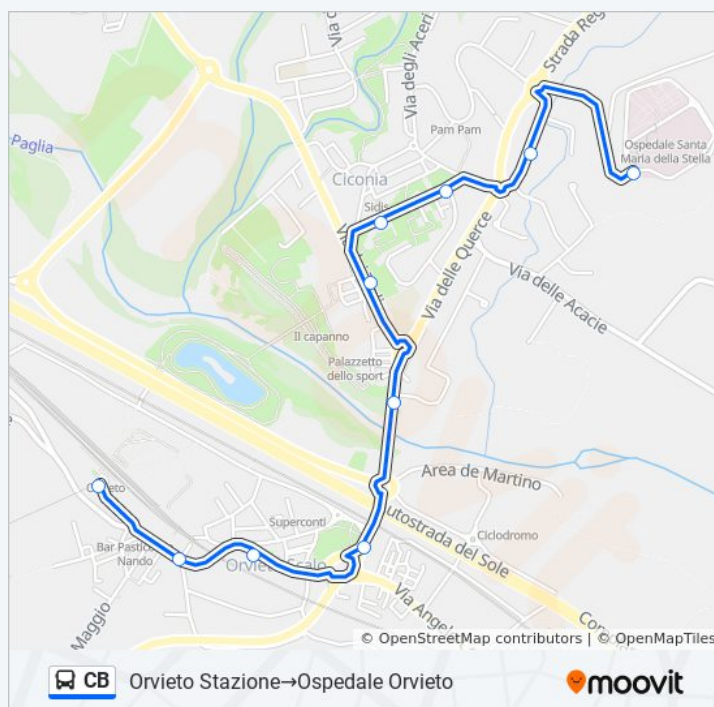 Strada Reg
Via degli Aceri
Via d
-Paglia
Pam Pam
Ospedale Santa
Maria della Stella
Ciconia
Sidis
Via delle Querce
Via delle Acacie
Il capanno
Palazzetto
dello sport
Area de Martino
Superconti
Autostrada del Sole
Ciclodromo
Bar Pastic
Nando
Orvieto Scalo
Maggio
Via Angel
© OpenStreetMap contributors | © OpenMapTiles
CB Orvieto Stazione→Ospedale Orvieto
moovit